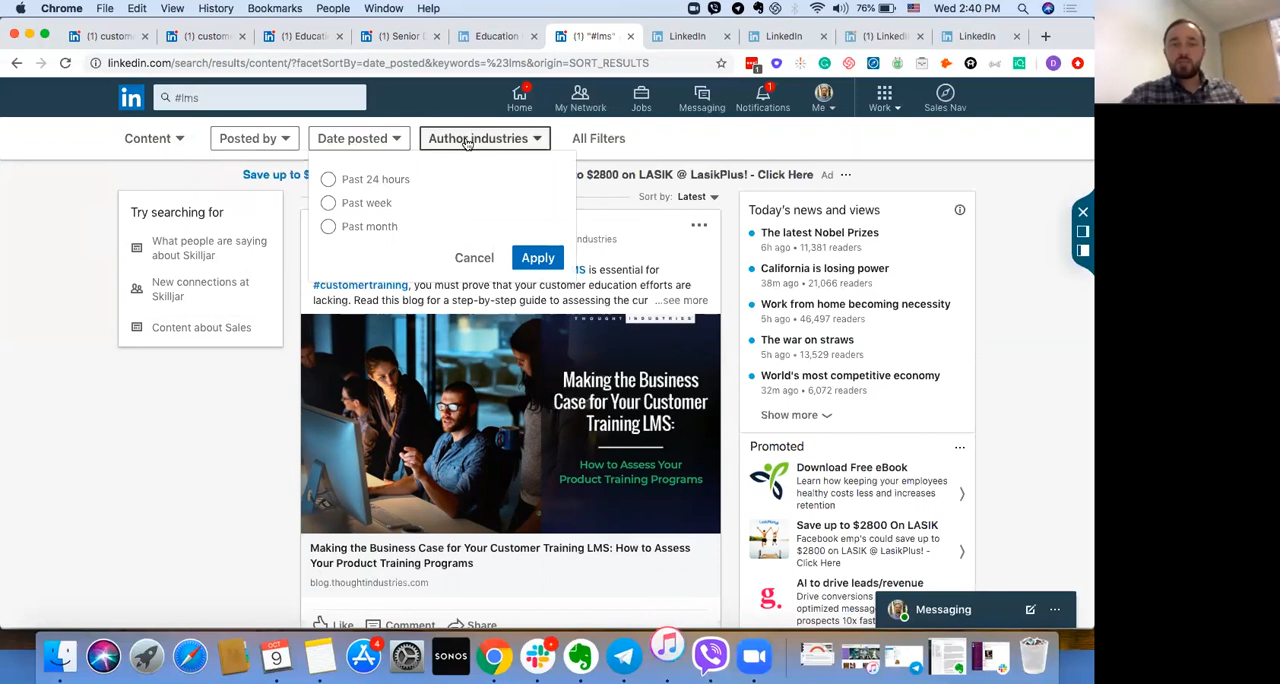 Chrome File Edit View History Bookmarks People Window Help 76% Wed 2:40 PM
(1) custom (1) custom (1) Educati (1) Senior Education (1) "#lms" LinkedIn LinkedIn (1) LinkedI LinkedIn
linkedin.com/search/results/content/?facetSortBy=date_posted&keywords=%23lms&origin=SORT_RESULTS
in #lms Home My Network Jobs Messaging 1 Notifications Me Work Sales Nav
Content Posted by Date posted Author industries All Filters
Save up to $ o $2800 on LASIK @ LasikPlus! - Click Here Ad
Past 24 hours
Past week
Past month
Cancel Apply
Sort by: Latest
Try searching for
What people are saying
about Skilljar
New connections at
Skilljar
Content about Sales
ndustries
MS is essential for
#customertraining, you must prove that your customer education efforts are
lacking. Read this blog for a step-by-step guide to assessing the cur ...see more
THOUGHT INDUSTRIES
Making the Business
Case for Your Customer
Training LMS:
How to Assess Your
Product Training Programs
Making the Business Case for Your Customer Training LMS: How to Assess
Your Product Training Programs
blog.thoughtindustries.com
Like Comment Share
Today's news and views
The latest Nobel Prizes
6h ago • 11,381 readers
California is losing power
38m ago • 21,066 readers
Work from home becoming necessity
5h ago • 46,497 readers
The war on straws
5h ago • 13,529 readers
World's most competitive economy
32m ago • 6,072 readers
Show more
Promoted
Download Free eBook
Learn how keeping your employees
healthy costs less and increases
retention
Save up to $2800 On LASIK
Facebook emp's could save up to
$2800 on LASIK @ LasikPlus! -
Click Here
g.
AI to drive leads/revenue
Drive conversions
optimized messag
prospects 10x fast
Messaging
OCT
9
4
SONOS